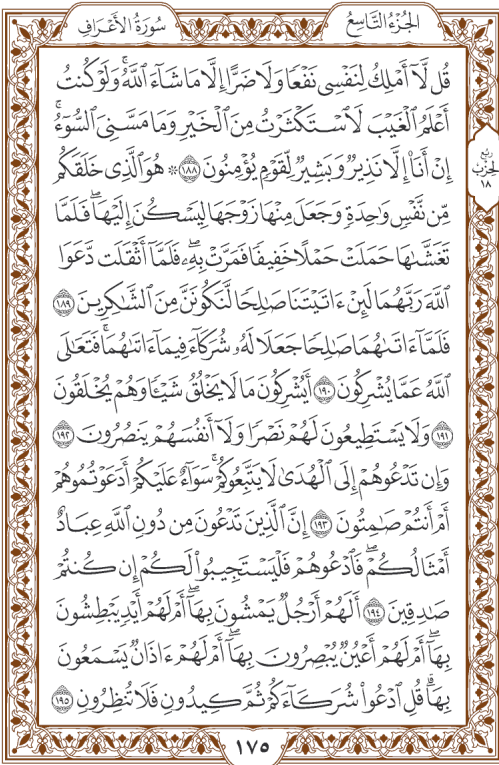 الجُزْءُ التَّاسِعُ
سُورَةُ الأَعْرَافِ
قُل لَّآ أَمْلِكُ لِنَفْسِي نَفْعًا وَلَا ضَرًّا إِلَّا مَا شَآءَ ٱللَّهُۚ وَلَوْ كُنتُ
أَعْلَمُ ٱلْغَيْبَ لَٱسْتَكْثَرْتُ مِنَ ٱلْخَيْرِ وَمَا مَسَّنِيَ ٱلسُّوٓءُۚ
إِنْ أَنَا۠ إِلَّا نَذِيرٌ وَبَشِيرٌ لِّقَوْمٍ يُؤْمِنُونَ ١٨٨ ۞ هُوَ ٱلَّذِي خَلَقَكُم
مِّن نَّفْسٍ وَٰحِدَةٍ وَجَعَلَ مِنْهَا زَوْجَهَا لِيَسْكُنَ إِلَيْهَاۖ فَلَمَّا
تَغَشَّىٰهَا حَمَلَتْ حَمْلًا خَفِيفًا فَمَرَّتْ بِهِۦۖ فَلَمَّآ أَثْقَلَت دَّعَوَا
ٱللَّهَ رَبَّهُمَا لَئِنْ ءَاتَيْتَنَا صَٰلِحًا لَّنَكُونَنَّ مِنَ ٱلشَّٰكِرِينَ ١٨٩
فَلَمَّآ ءَاتَىٰهُمَا صَٰلِحًا جَعَلَا لَهُۥ شُرَكَآءَ فِيمَآ ءَاتَىٰهُمَاۚ فَتَعَٰلَى
ٱللَّهُ عَمَّا يُشْرِكُونَ ١٩٠ أَيُشْرِكُونَ مَا لَا يَخْلُقُ شَيْـًٔا وَهُمْ يُخْلَقُونَ
١٩١ وَلَا يَسْتَطِيعُونَ لَهُمْ نَصْرًا وَلَآ أَنفُسَهُمْ يَنصُرُونَ ١٩٢
وَإِن تَدْعُوهُمْ إِلَى ٱلْهُدَىٰ لَا يَتَّبِعُوكُمْۚ سَوَآءٌ عَلَيْكُمْ أَدَعَوْتُمُوهُمْ
أَمْ أَنتُمْ صَٰمِتُونَ ١٩٣ إِنَّ ٱلَّذِينَ تَدْعُونَ مِن دُونِ ٱللَّهِ عِبَادٌ
أَمْثَالُكُمْۖ فَٱدْعُوهُمْ فَلْيَسْتَجِيبُوا۟ لَكُمْ إِن كُنتُمْ
صَٰدِقِينَ ١٩٤ أَلَهُمْ أَرْجُلٌ يَمْشُونَ بِهَآۖ أَمْ لَهُمْ أَيْدٍ يَبْطِشُونَ
بِهَآۖ أَمْ لَهُمْ أَعْيُنٌ يُبْصِرُونَ بِهَآۖ أَمْ لَهُمْ ءَاذَانٌ يَسْمَعُونَ
بِهَاۗ قُلِ ٱدْعُوا۟ شُرَكَآءَكُمْ ثُمَّ كِيدُونِ فَلَا تُنظِرُونِ ١٩٥
ربع
الحزب
١٨
١٧٥